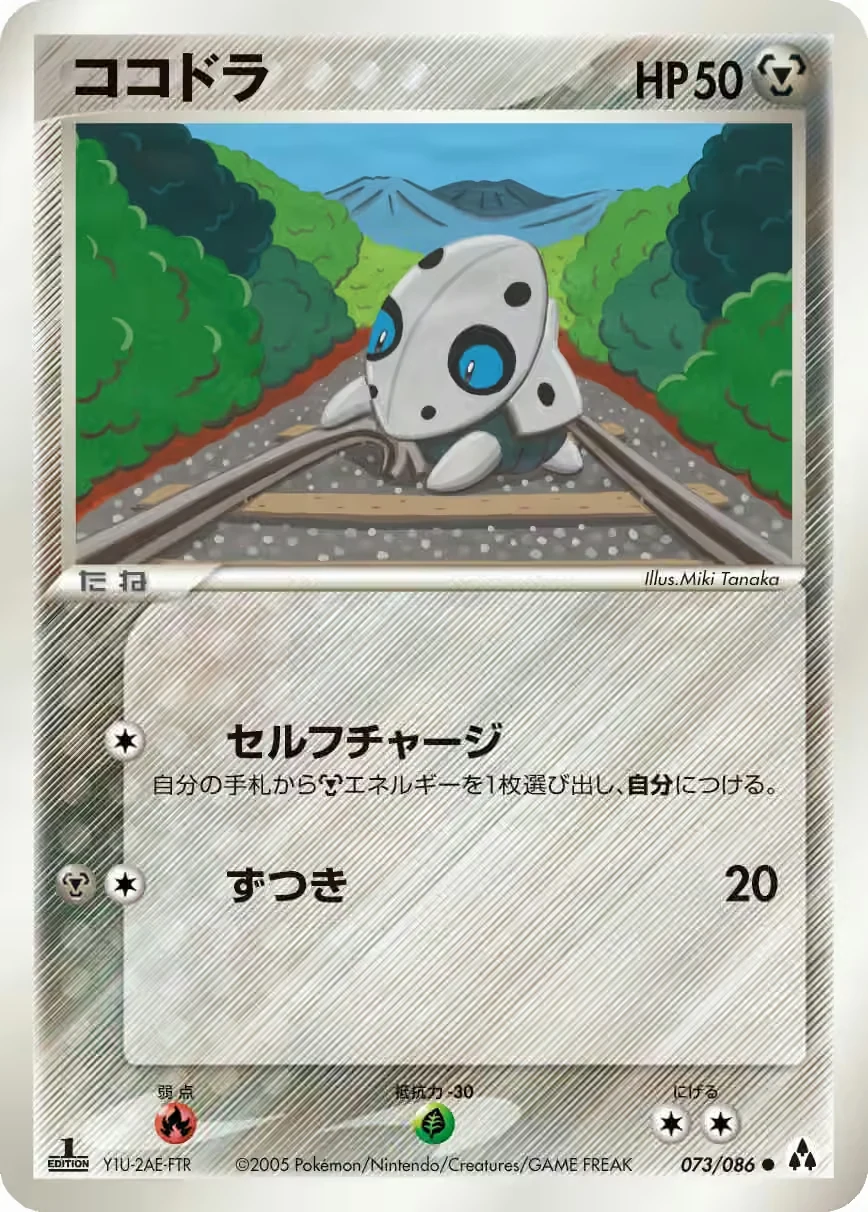 ココドラ HP50
たね Illus.Miki Tanaka
セルフチャージ
自分の手札からエネルギーを1枚選び出し、自分につける。
ずつき 20
弱点 抵抗力 -30 にげる
1 EDITION Y1U-2AE-FTR ©2005 Pokémon/Nintendo/Creatures/GAME FREAK 073/086